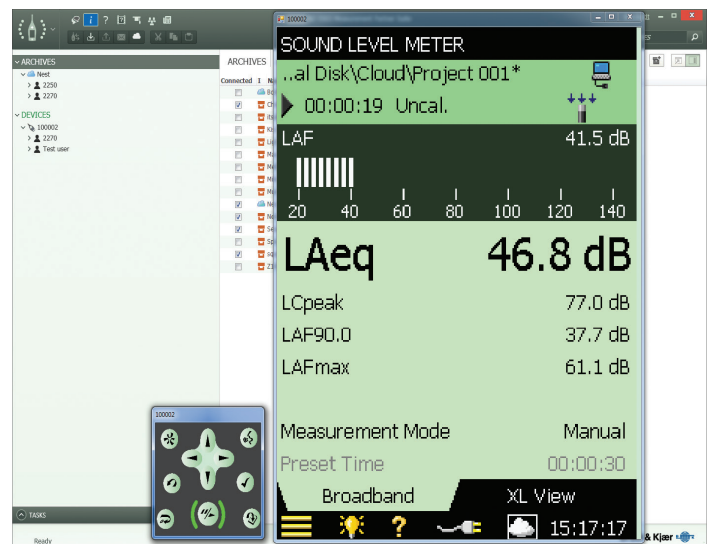 100002
SOUND LEVEL METER
..al Disk\Cloud\Project 001*
00:00:19 Uncal.
LAF 41.5 dB
20 40 60 80 100 120 140
LAeq 46.8 dB
LCpeak 77.0 dB
LAF90.0 37.7 dB
LAFmax 61.1 dB
Measurement Mode Manual
Preset Time 00:00:30
Broadband XL View
? 15:17:17
ARCHIVES
Nest
2250
2270
DEVICES
100002
2270
Test user
ARCHIVES
Connected I
100002
TASKS
Ready
& Kjær